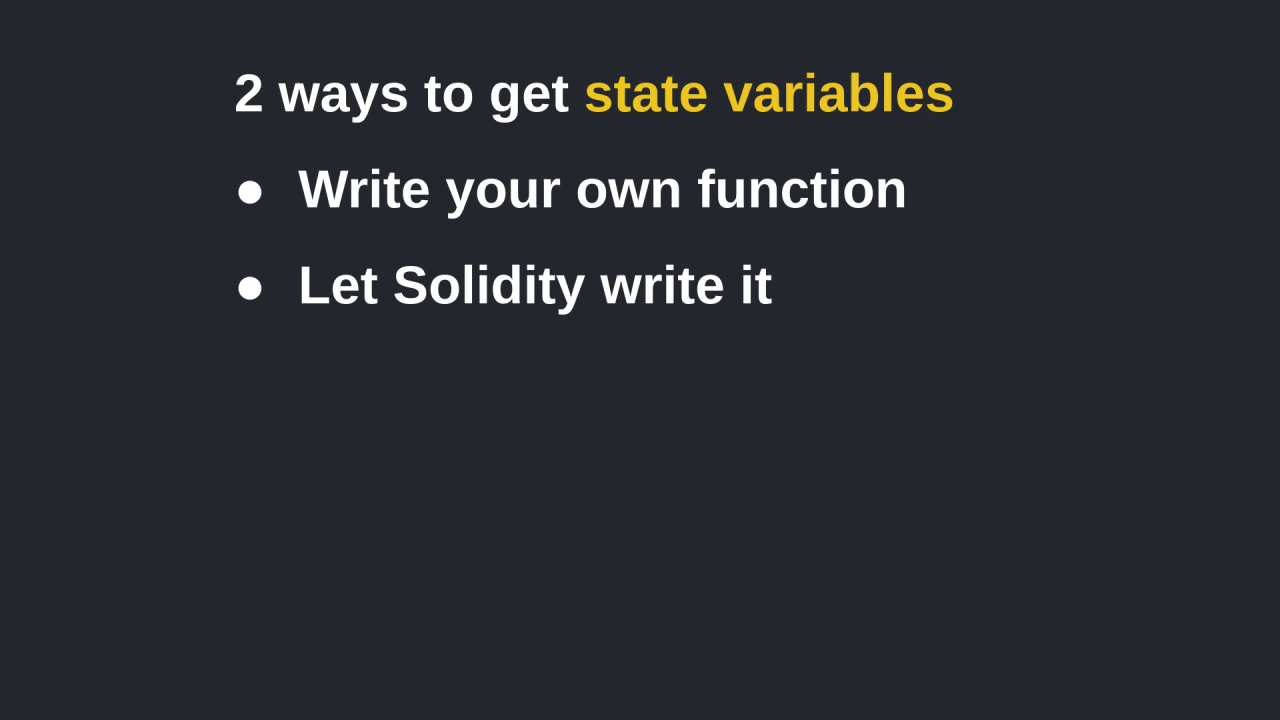 2 ways to get state variables
● Write your own function
● Let Solidity write it